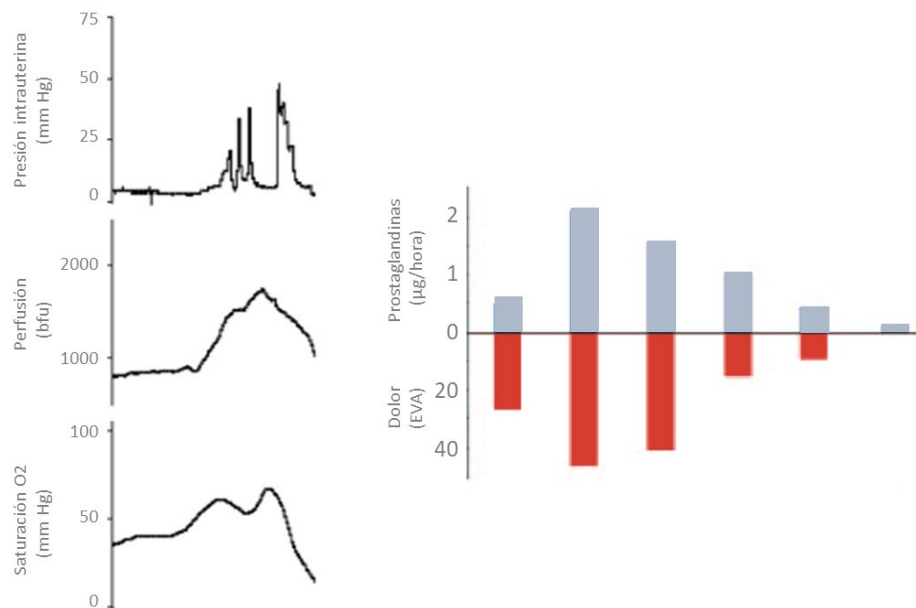 Presión intrauterina
(mm Hg)
75
50
25
0
Perfusión
(bfu)
2000
1000
Saturación O2
(mm Hg)
100
50
0
Prostaglandinas
(µg/hora)
2
1
0
Dolor
(EVA)
20
40